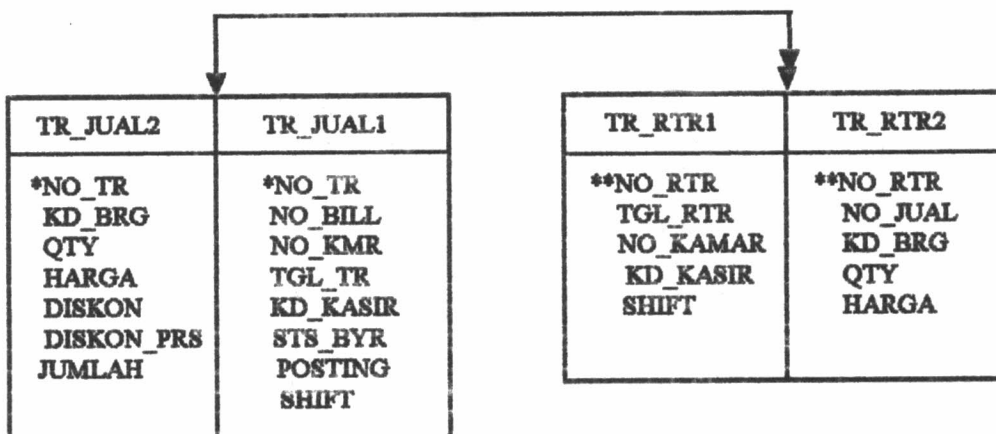 TR_JUAL2
*NO_TR
KD_BRG
QTY
HARGA
DISKON
DISKON_PRS
JUMLAH
TR_JUAL1
*NO_TR
NO_BILL
NO_KMR
TGL_TR
KD_KASIR
STS_BYR
POSTING
SHIFT
TR_RTR1
**NO_RTR
TGL_RTR
NO_KAMAR
KD_KASIR
SHIFT
TR_RTR2
**NO_RTR
NO_JUAL
KD_BRG
QTY
HARGA